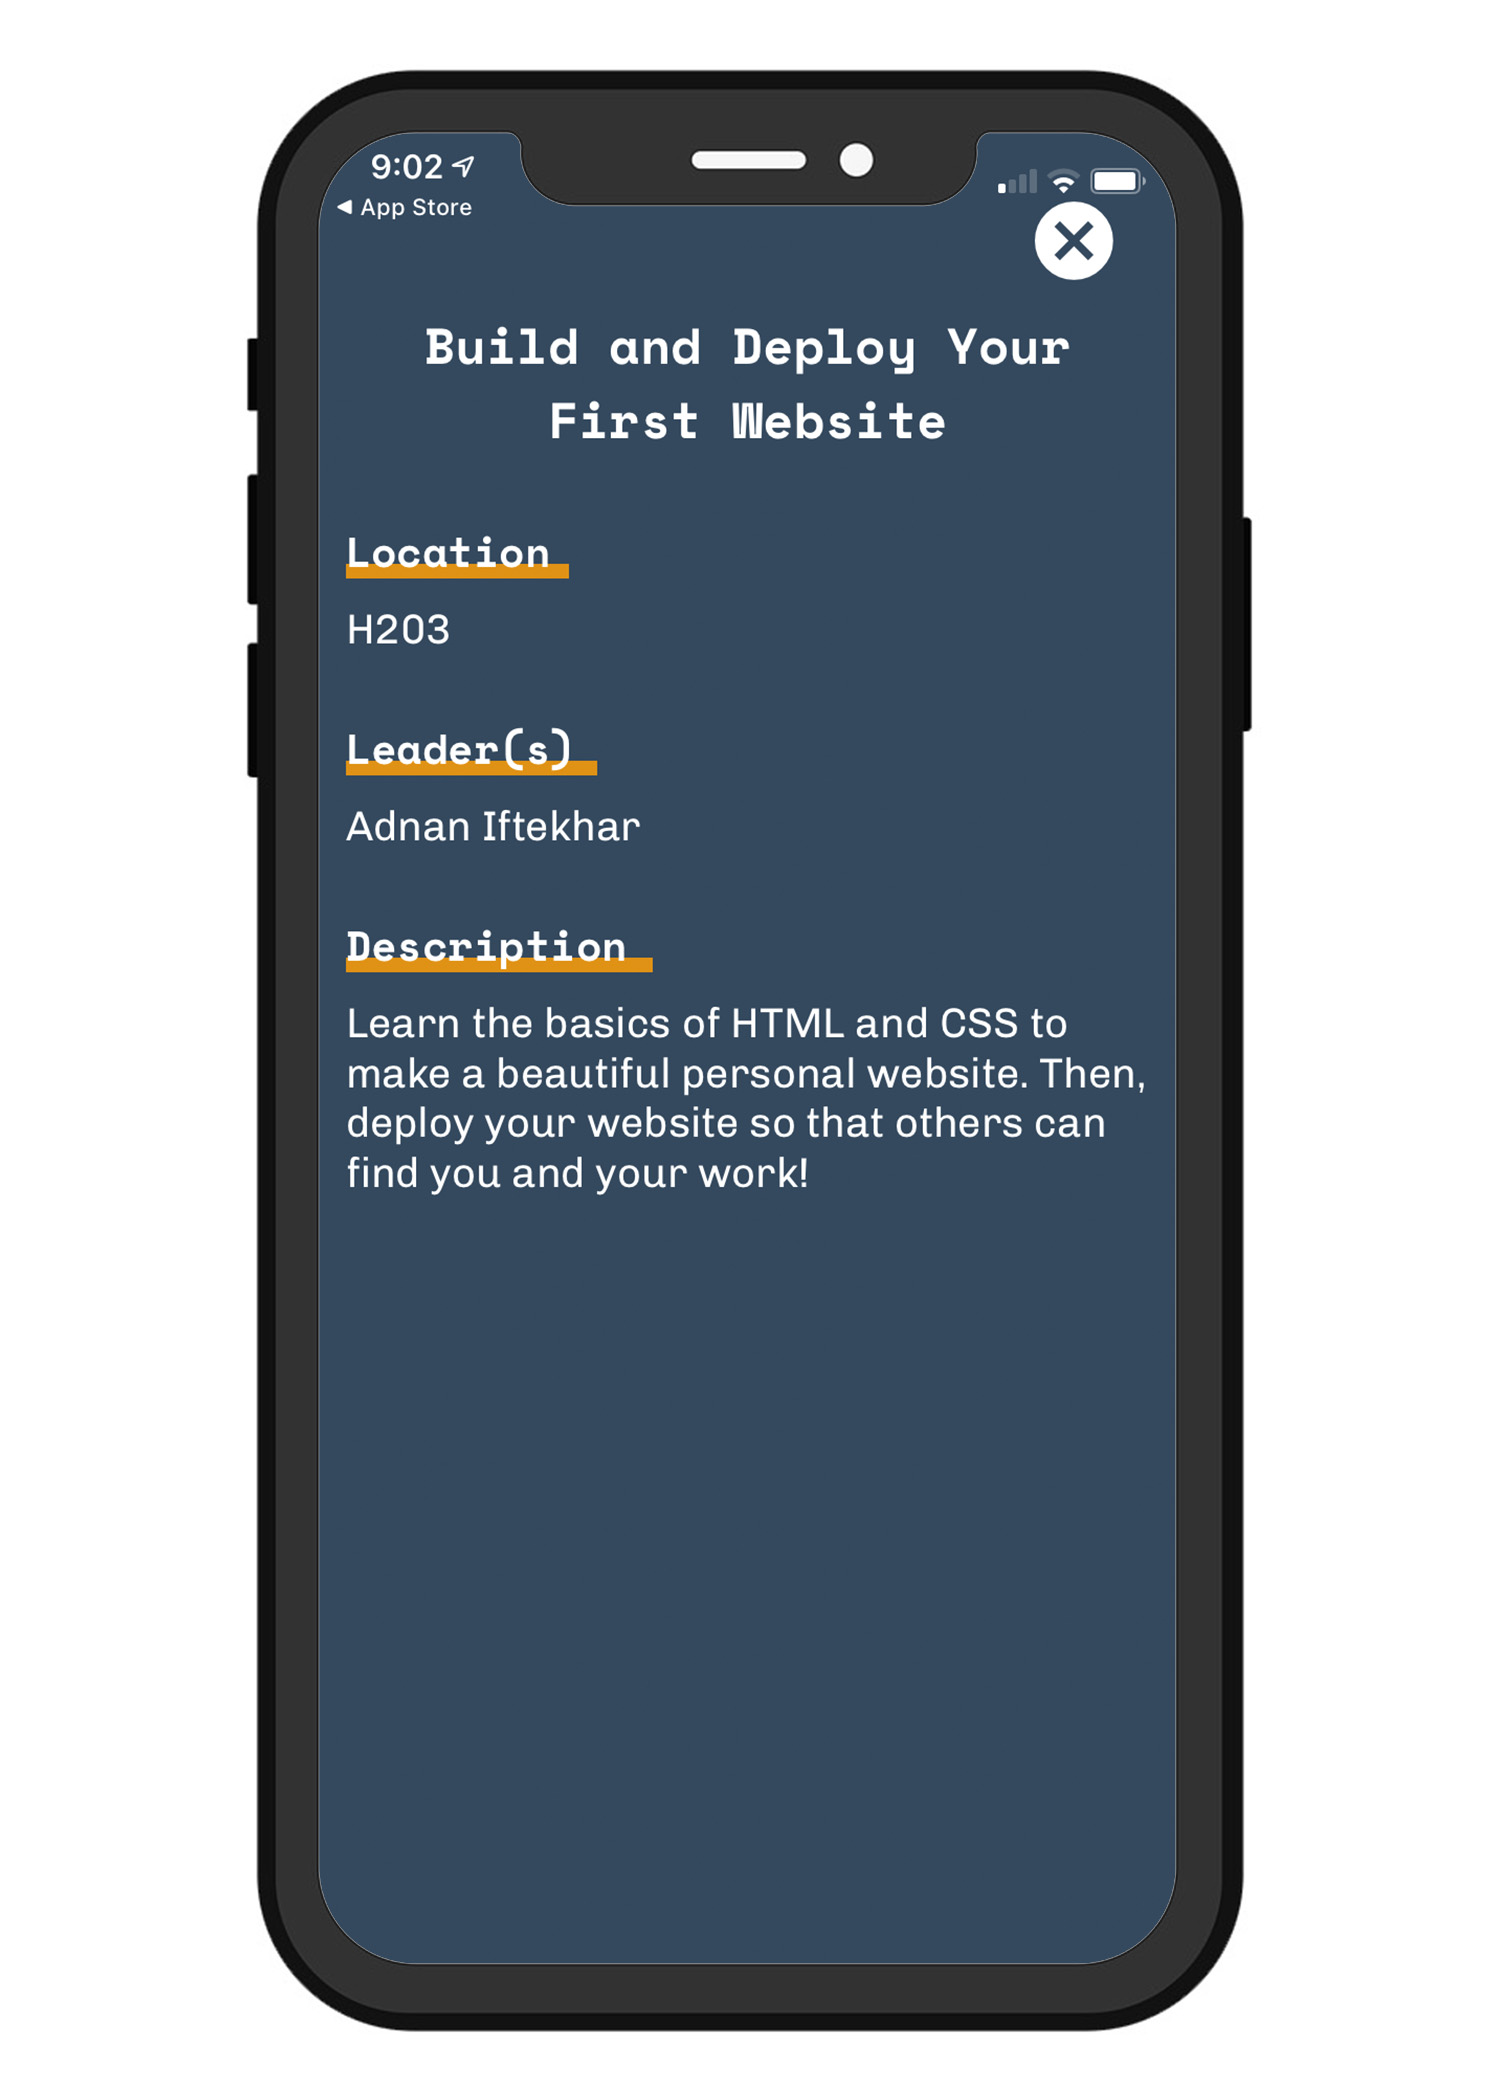 9:02
App Store
Build and Deploy Your
First Website
Location
H203
Leader(s)
Adnan Iftekhar
Description
Learn the basics of HTML and CSS to
make a beautiful personal website. Then,
deploy your website so that others can
find you and your work!